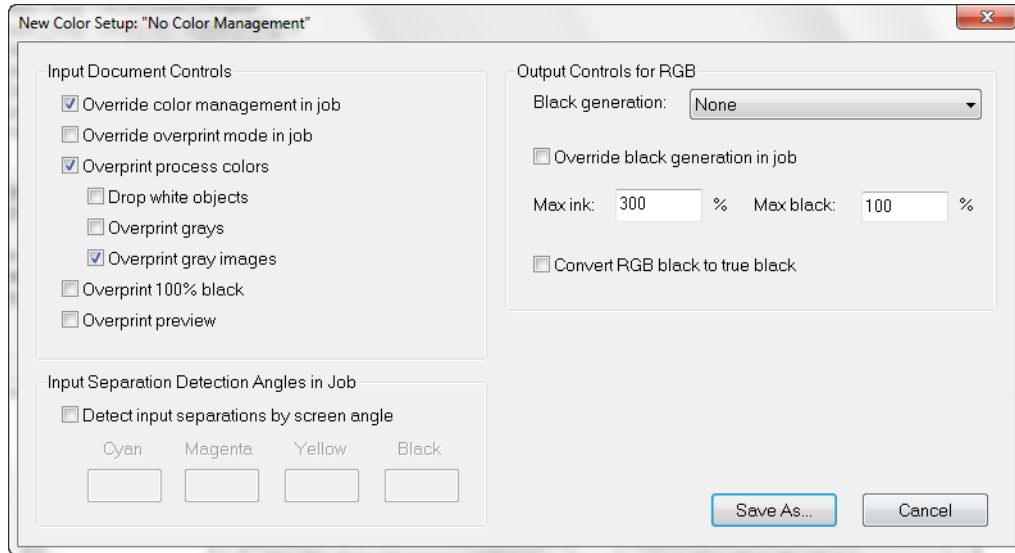 New Color Setup: "No Color Management"
Input Document Controls
Override color management in job
Override overprint mode in job
Overprint process colors
Drop white objects
Overprint grays
Overprint gray images
Overprint 100% black
Overprint preview
Input Separation Detection Angles in Job
Detect input separations by screen angle
Cyan Magenta Yellow Black
Output Controls for RGB
Black generation: None
Override black generation in job
Max ink: 300 % Max black: 100 %
Convert RGB black to true black
Save As... Cancel